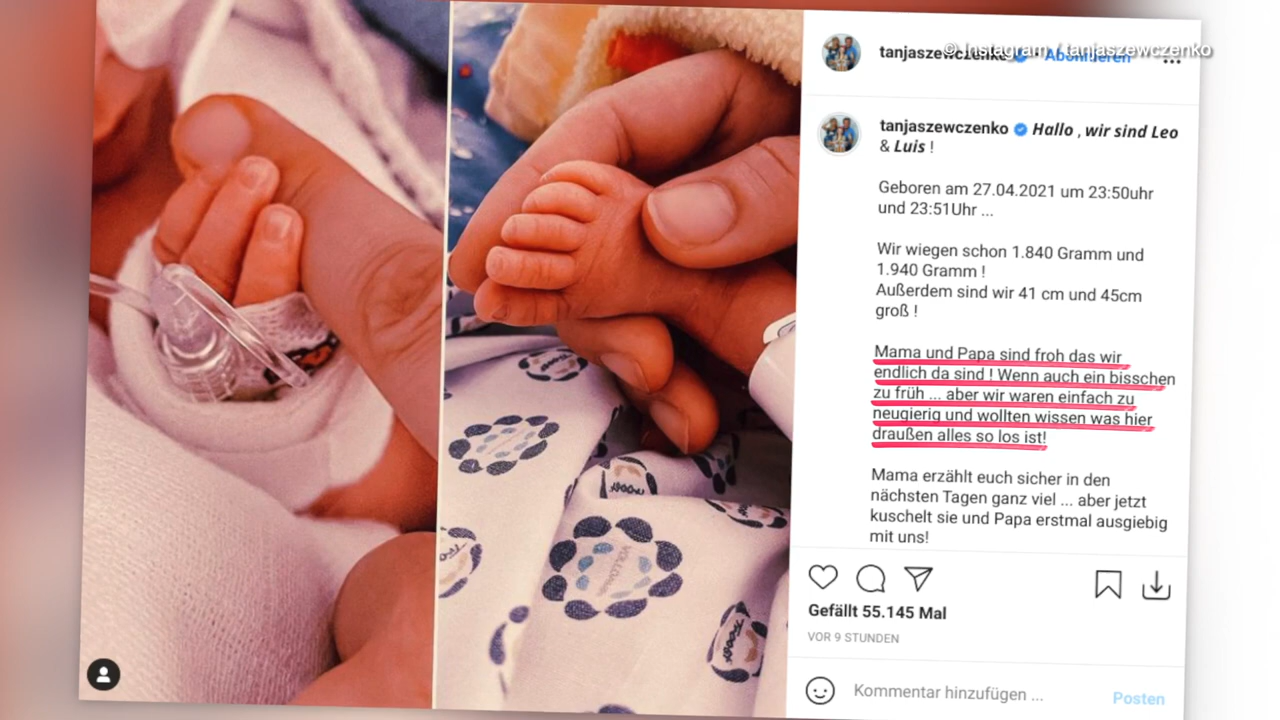 © Instagram / tanjaszewczenko
tanjaszewczenko • Abonnieren ...
tanjaszewczenko Hallo , wir sind Leo
& Luis !
Geboren am 27.04.2021 um 23:50uhr
und 23:51Uhr ...
Wir wiegen schon 1.840 Gramm und
1.940 Gramm !
Außerdem sind wir 41 cm und 45cm
groß !
Mama und Papa sind froh das wir
endlich da sind ! Wenn auch ein bisschen
zu früh ... aber wir waren einfach zu
neugierig und wollten wissen was hier
draußen alles so los ist!
Mama erzählt euch sicher in den
nächsten Tagen ganz viel ... aber jetzt
kuschelt sie und Papa erstmal ausgiebig
mit uns!
Gefällt 55.145 Mal
VOR 9 STUNDEN
Kommentar hinzufügen ...
Posten